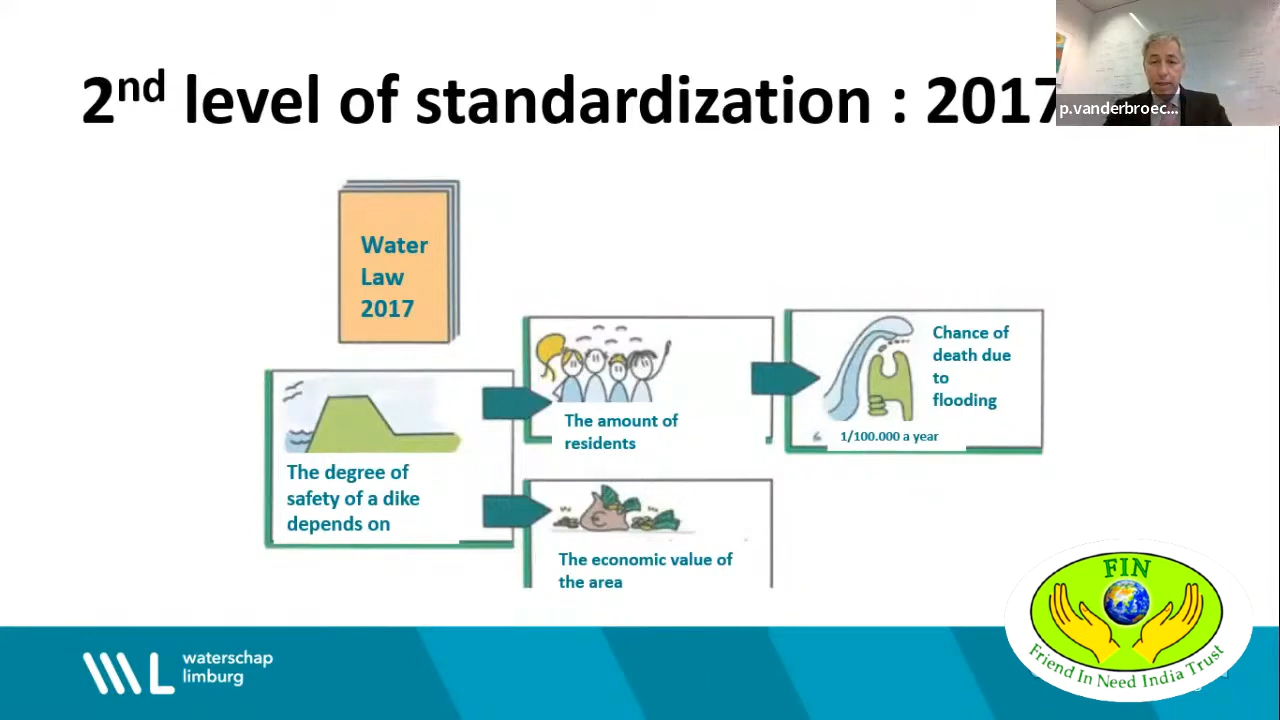 2nd level of standardization : 2017
p.vanderbroec...
Water
Law
2017
The degree of
safety of a dike
depends on
The amount of
residents
The economic value of
the area
Chance of
death due
to
flooding
1/100.000 a year
waterschap
limburg
FIN
Friend In Need India Trust